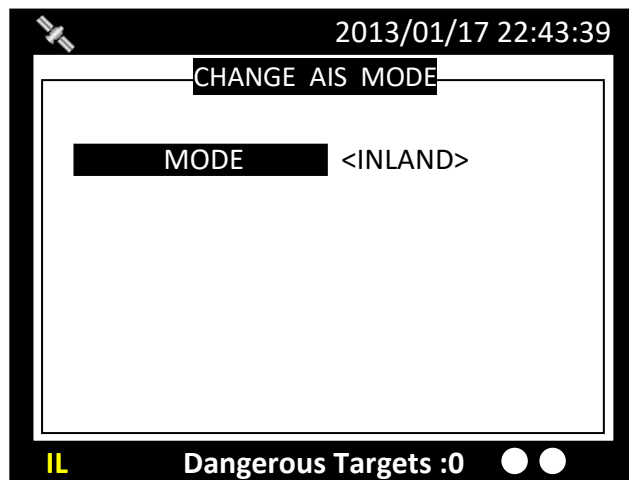 2013/01/17 22:43:39
CHANGE AIS MODE
MODE <INLAND>
IL Dangerous Targets :0